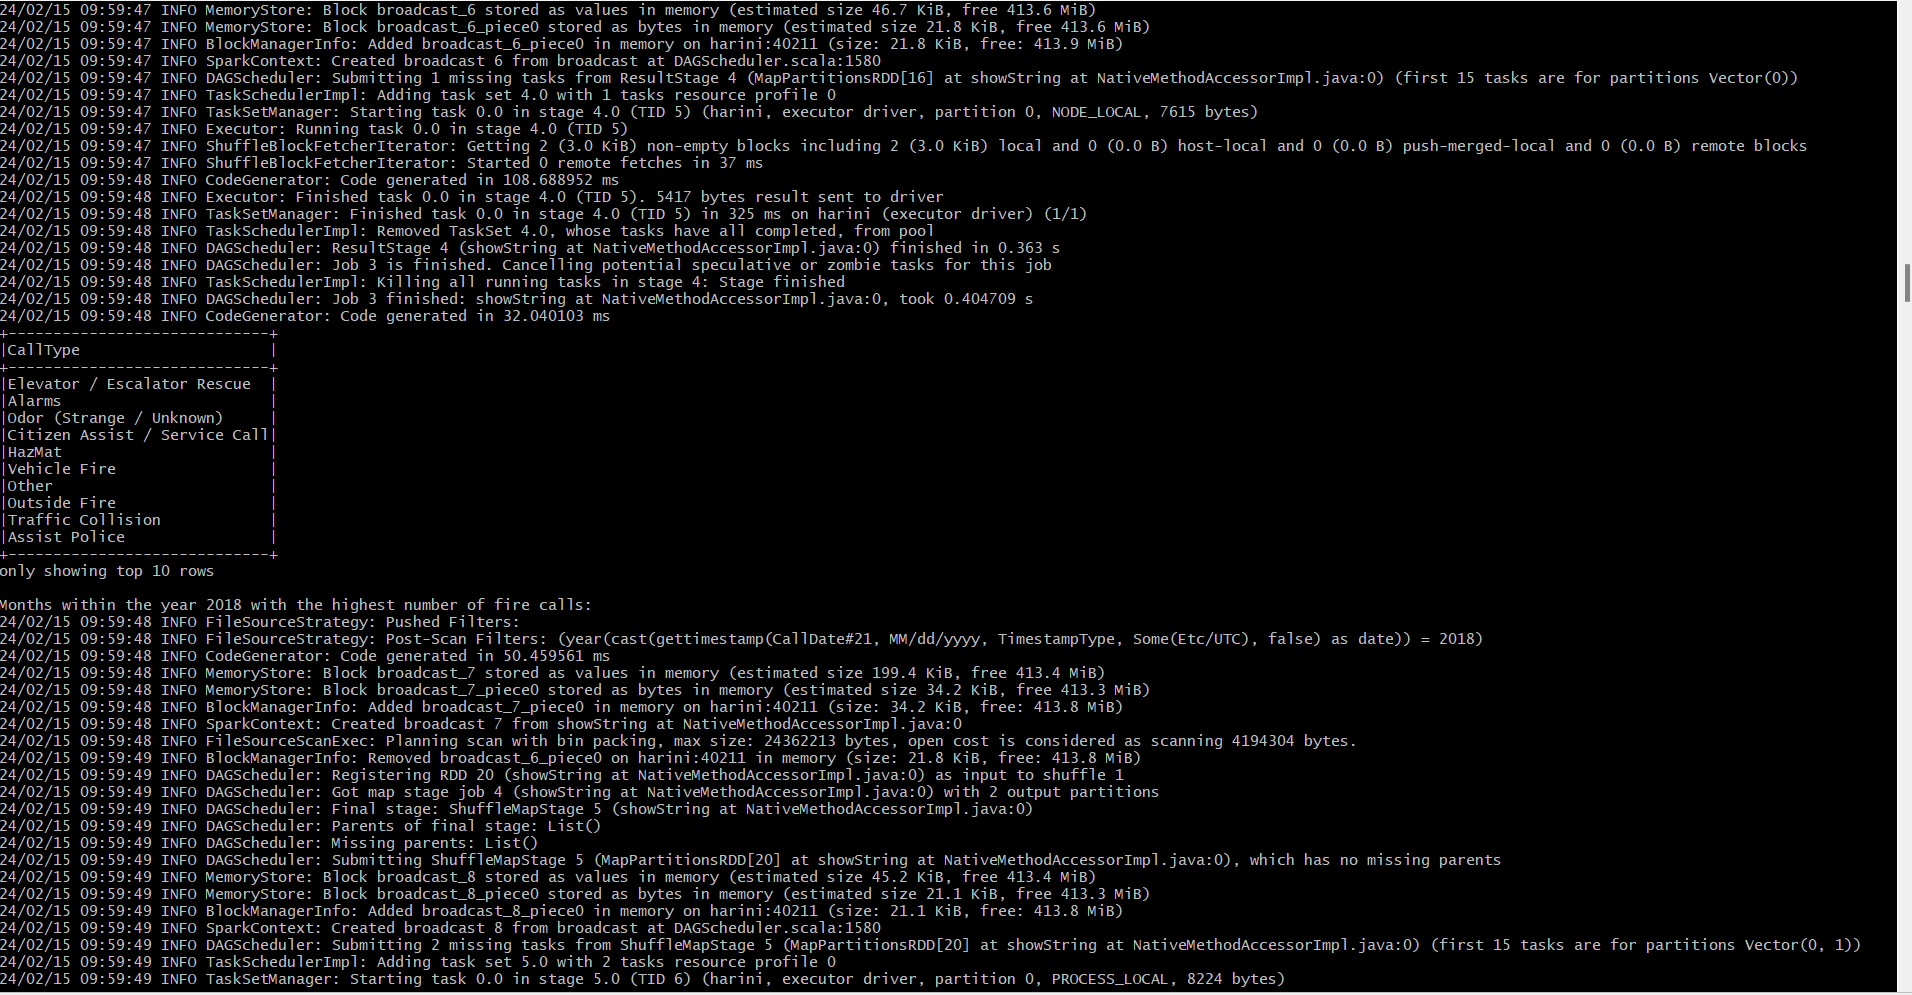 24/02/15 09:59:47 INFO MemoryStore: Block broadcast_6 stored as values in memory (estimated size 46.7 KiB, free 413.6 MiB)
24/02/15 09:59:47 INFO MemoryStore: Block broadcast_6_piece0 stored as bytes in memory (estimated size 21.8 KiB, free 413.6 MiB)
24/02/15 09:59:47 INFO BlockManagerInfo: Added broadcast_6_piece0 in memory on harini:40211 (size: 21.8 KiB, free: 413.9 MiB)
24/02/15 09:59:47 INFO SparkContext: Created broadcast 6 from broadcast at DAGScheduler.scala:1580
24/02/15 09:59:47 INFO DAGScheduler: Submitting 1 missing tasks from ResultStage 4 (MapPartitionsRDD[16] at showString at NativeMethodAccessorImpl.java:0) (first 15 tasks are for partitions Vector(0))
24/02/15 09:59:47 INFO TaskSchedulerImpl: Adding task set 4.0 with 1 tasks resource profile 0
24/02/15 09:59:47 INFO TaskSetManager: Starting task 0.0 in stage 4.0 (TID 5) (harini, executor driver, partition 0, NODE_LOCAL, 7615 bytes)
24/02/15 09:59:47 INFO Executor: Running task 0.0 in stage 4.0 (TID 5)
24/02/15 09:59:47 INFO ShuffleBlockFetcherIterator: Getting 2 (3.0 KiB) non-empty blocks including 2 (3.0 KiB) local and 0 (0.0 B) host-local and 0 (0.0 B) push-merged-local and 0 (0.0 B) remote blocks
24/02/15 09:59:47 INFO ShuffleBlockFetcherIterator: Started 0 remote fetches in 37 ms
24/02/15 09:59:48 INFO CodeGenerator: Code generated in 108.688952 ms
24/02/15 09:59:48 INFO Executor: Finished task 0.0 in stage 4.0 (TID 5). 5417 bytes result sent to driver
24/02/15 09:59:48 INFO TaskSetManager: Finished task 0.0 in stage 4.0 (TID 5) in 325 ms on harini (executor driver) (1/1)
24/02/15 09:59:48 INFO TaskSchedulerImpl: Removed TaskSet 4.0, whose tasks have all completed, from pool
24/02/15 09:59:48 INFO DAGScheduler: ResultStage 4 (showString at NativeMethodAccessorImpl.java:0) finished in 0.363 s
24/02/15 09:59:48 INFO DAGScheduler: Job 3 is finished. Cancelling potential speculative or zombie tasks for this job
24/02/15 09:59:48 INFO TaskSchedulerImpl: Killing all running tasks in stage 4: Stage finished
24/02/15 09:59:48 INFO DAGScheduler: Job 3 finished: showString at NativeMethodAccessorImpl.java:0, took 0.404709 s
24/02/15 09:59:48 INFO CodeGenerator: Code generated in 32.040103 ms
+-----------------------------+
|CallType                     |
+-----------------------------+
|Elevator / Escalator Rescue  |
|Alarms                       |
|Odor (Strange / Unknown)     |
|Citizen Assist / Service Call|
|HazMat                       |
|Vehicle Fire                 |
|Other                        |
|Outside Fire                 |
|Traffic Collision            |
|Assist Police                |
+-----------------------------+
only showing top 10 rows
Months within the year 2018 with the highest number of fire calls:
24/02/15 09:59:48 INFO FileSourceStrategy: Pushed Filters:
24/02/15 09:59:48 INFO FileSourceStrategy: Post-Scan Filters: (year(cast(gettimestamp(CallDate#21, MM/dd/yyyy, TimestampType, Some(Etc/UTC), false) as date)) = 2018)
24/02/15 09:59:48 INFO CodeGenerator: Code generated in 50.459561 ms
24/02/15 09:59:48 INFO MemoryStore: Block broadcast_7 stored as values in memory (estimated size 199.4 KiB, free 413.4 MiB)
24/02/15 09:59:48 INFO MemoryStore: Block broadcast_7_piece0 stored as bytes in memory (estimated size 34.2 KiB, free 413.3 MiB)
24/02/15 09:59:48 INFO BlockManagerInfo: Added broadcast_7_piece0 in memory on harini:40211 (size: 34.2 KiB, free: 413.8 MiB)
24/02/15 09:59:48 INFO SparkContext: Created broadcast 7 from showString at NativeMethodAccessorImpl.java:0
24/02/15 09:59:48 INFO FileSourceScanExec: Planning scan with bin packing, max size: 24362213 bytes, open cost is considered as scanning 4194304 bytes.
24/02/15 09:59:49 INFO BlockManagerInfo: Removed broadcast_6_piece0 on harini:40211 in memory (size: 21.8 KiB, free: 413.8 MiB)
24/02/15 09:59:49 INFO DAGScheduler: Registering RDD 20 (showString at NativeMethodAccessorImpl.java:0) as input to shuffle 1
24/02/15 09:59:49 INFO DAGScheduler: Got map stage job 4 (showString at NativeMethodAccessorImpl.java:0) with 2 output partitions
24/02/15 09:59:49 INFO DAGScheduler: Final stage: ShuffleMapStage 5 (showString at NativeMethodAccessorImpl.java:0)
24/02/15 09:59:49 INFO DAGScheduler: Parents of final stage: List()
24/02/15 09:59:49 INFO DAGScheduler: Missing parents: List()
24/02/15 09:59:49 INFO DAGScheduler: Submitting ShuffleMapStage 5 (MapPartitionsRDD[20] at showString at NativeMethodAccessorImpl.java:0), which has no missing parents
24/02/15 09:59:49 INFO MemoryStore: Block broadcast_8 stored as values in memory (estimated size 45.2 KiB, free 413.4 MiB)
24/02/15 09:59:49 INFO MemoryStore: Block broadcast_8_piece0 stored as bytes in memory (estimated size 21.1 KiB, free 413.3 MiB)
24/02/15 09:59:49 INFO BlockManagerInfo: Added broadcast_8_piece0 in memory on harini:40211 (size: 21.1 KiB, free: 413.8 MiB)
24/02/15 09:59:49 INFO SparkContext: Created broadcast 8 from broadcast at DAGScheduler.scala:1580
24/02/15 09:59:49 INFO DAGScheduler: Submitting 2 missing tasks from ShuffleMapStage 5 (MapPartitionsRDD[20] at showString at NativeMethodAccessorImpl.java:0) (first 15 tasks are for partitions Vector(0, 1))
24/02/15 09:59:49 INFO TaskSchedulerImpl: Adding task set 5.0 with 2 tasks resource profile 0
24/02/15 09:59:49 INFO TaskSetManager: Starting task 0.0 in stage 5.0 (TID 6) (harini, executor driver, partition 0, PROCESS_LOCAL, 8224 bytes)